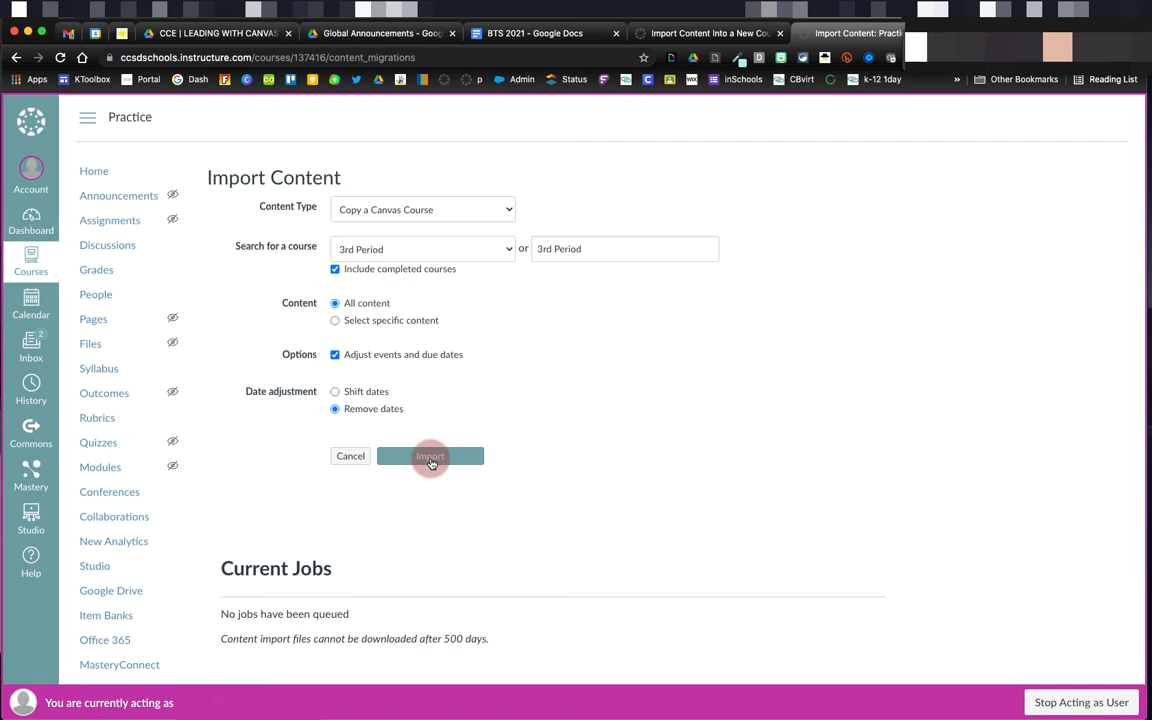 CCE | LEADING WITH CANVAS
Global Announcements - Goog
BTS 2021 - Google Docs
Import Content Into a New Cou
Import Content: Practi
ccsdschools.instructure.com/courses/137416/content_migrations
Apps
KToolbox
Portal
Dash
p
Admin
Status
inSchools
CBvirt
k-12 1day
»
Other Bookmarks
Reading List
Practice
Account
Dashboard
Courses
Calendar
2
Inbox
History
Commons
Mastery
Studio
Help
Home
Announcements
Assignments
Discussions
Grades
People
Pages
Files
Syllabus
Outcomes
Rubrics
Quizzes
Modules
Conferences
Collaborations
New Analytics
Studio
Google Drive
Item Banks
Office 365
MasteryConnect
Import Content
Content Type Copy a Canvas Course
Search for a course 3rd Period or 3rd Period
Include completed courses
Content All content
Select specific content
Options Adjust events and due dates
Date adjustment Shift dates
Remove dates
Cancel Import
Current Jobs
No jobs have been queued
Content import files cannot be downloaded after 500 days.
You are currently acting as
Stop Acting as User